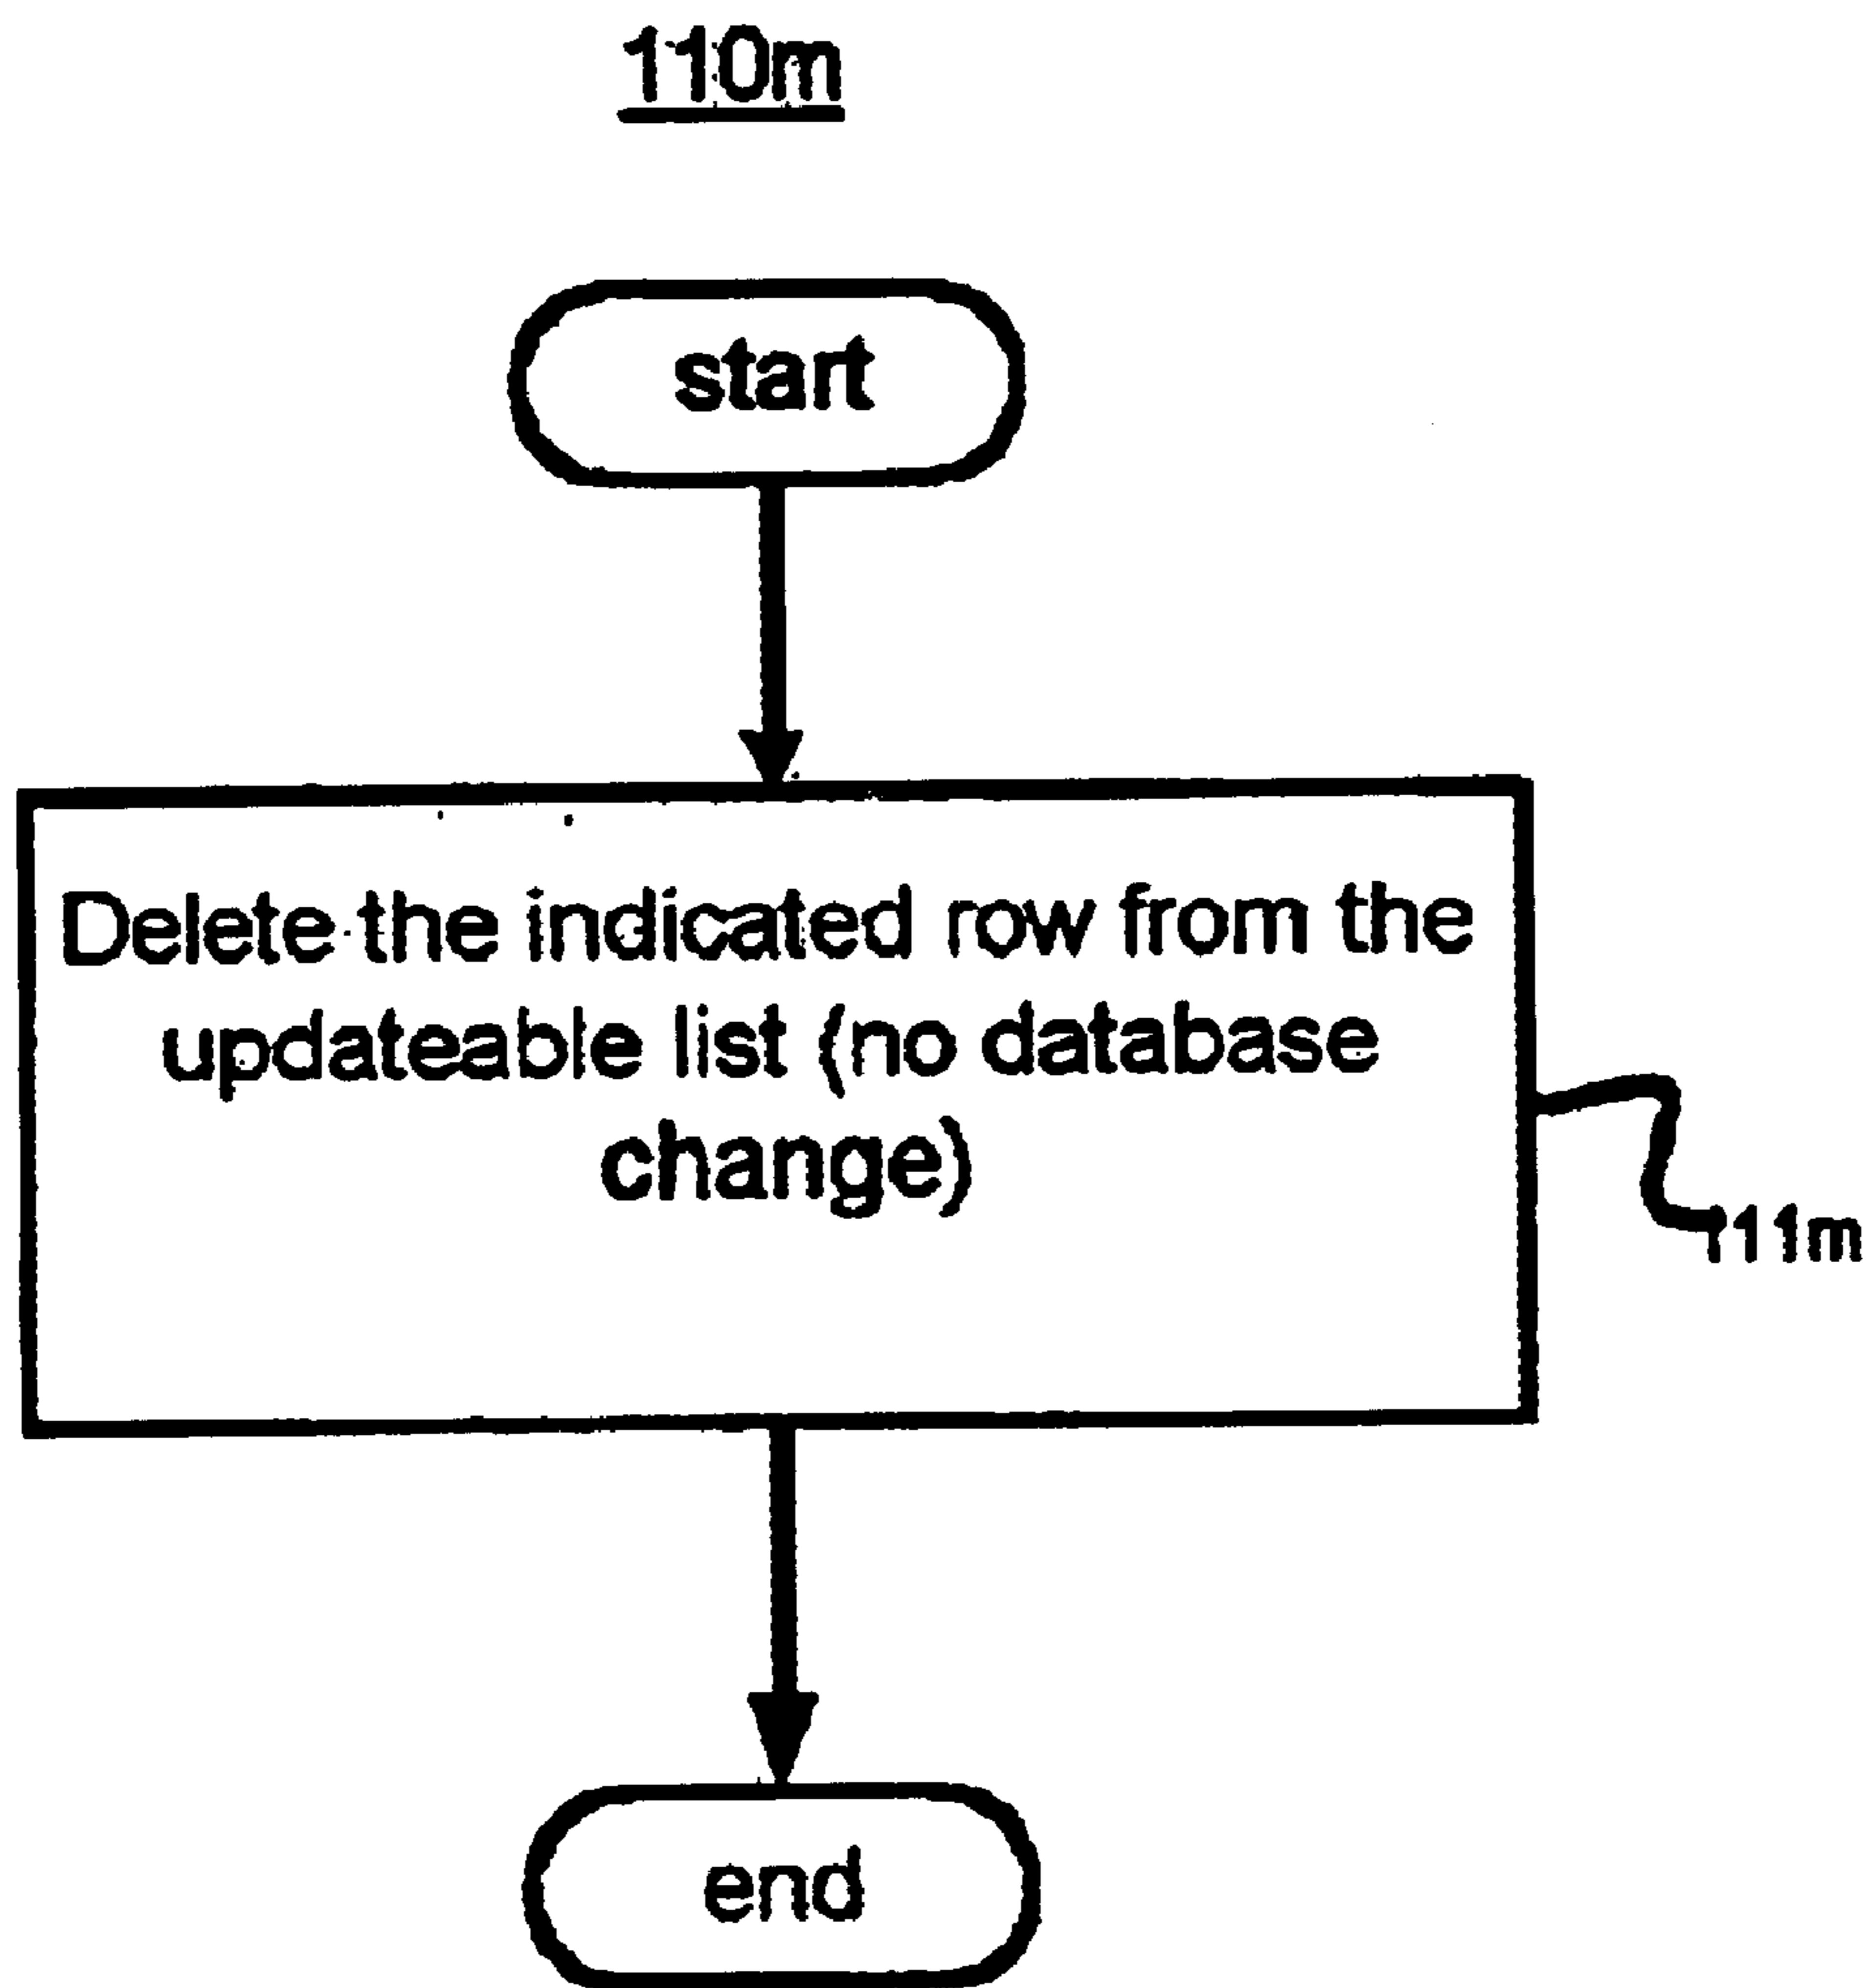 110m
start
Delete the indicated row from the
updateable list (no database
change)
111m
end